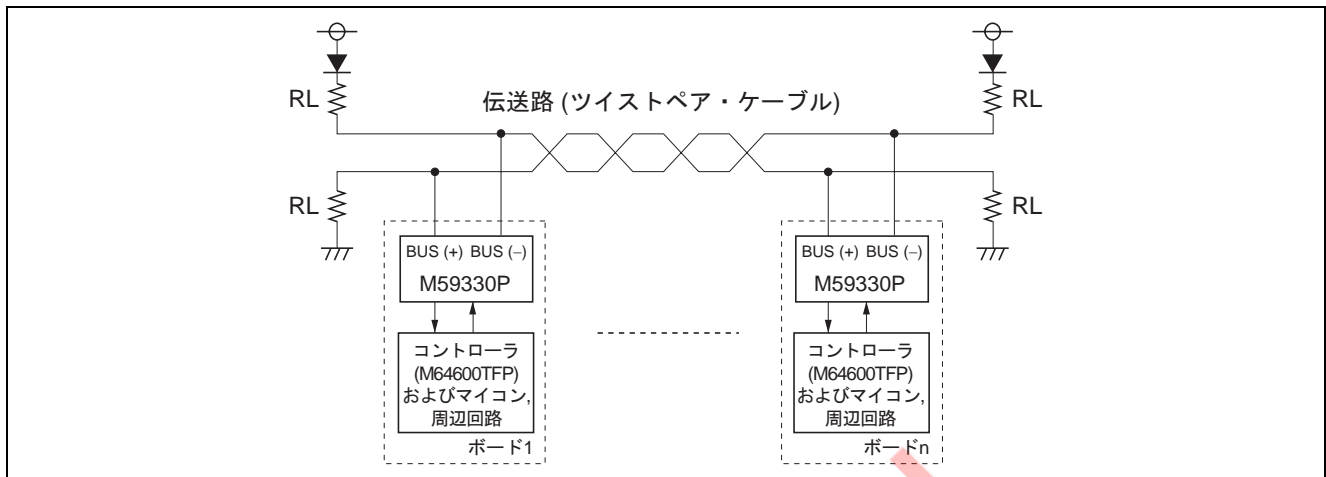 RL
伝送路 (ツイストペア・ケーブル)
RL
RL
RL
BUS (+) BUS (−)
M59330P
コントローラ
(M64600TFP)
およびマイコン,
周辺回路
ボード1
BUS (+) BUS (−)
M59330P
コントローラ
(M64600TFP)
およびマイコン,
周辺回路
ボードn